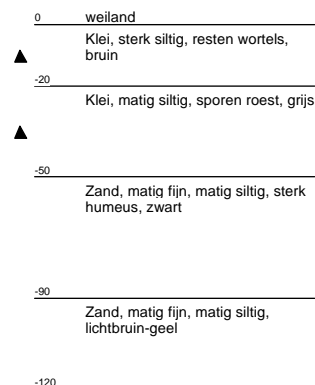 0 weiland
Klei, sterk siltig, resten wortels,
bruin
-20
Klei, matig siltig, sporen roest, grijs
-50
Zand, matig fijn, matig siltig, sterk
humeus, zwart
-90
Zand, matig fijn, matig siltig,
lichtbruin-geel
-120